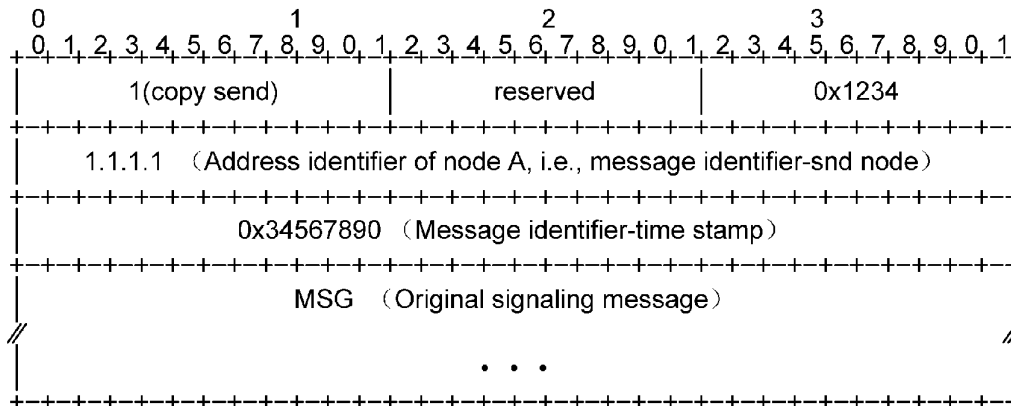 0 1 2 3
0 1 2 3 4 5 6 7 8 9 0 1 2 3 4 5 6 7 8 9 0 1 2 3 4 5 6 7 8 9 0 1
+-+-+-+-+-+-+-+-+-+-+-+-+-+-+-+-+-+-+-+-+-+-+-+-+-+-+-+-+-+-+-+-+
| 1(copy send) | reserved | 0x1234
+-+-+-+-+-+-+-+-+-+-+-+-+-+-+-+-+-+-+-+-+-+-+-+-+-+-+-+-+-+-+-+-+
| 1.1.1.1 （Address identifier of node A, i.e., message identifier-snd node）
+-+-+-+-+-+-+-+-+-+-+-+-+-+-+-+-+-+-+-+-+-+-+-+-+-+-+-+-+-+-+-+-+
| 0x34567890 （Message identifier-time stamp）
+-+-+-+-+-+-+-+-+-+-+-+-+-+-+-+-+-+-+-+-+-+-+-+-+-+-+-+-+-+-+-+-+
| MSG （Original signaling message）
// //
| • • •
+-+-+-+-+-+-+-+-+-+-+-+-+-+-+-+-+-+-+-+-+-+-+-+-+-+-+-+-+-+-+-+-+